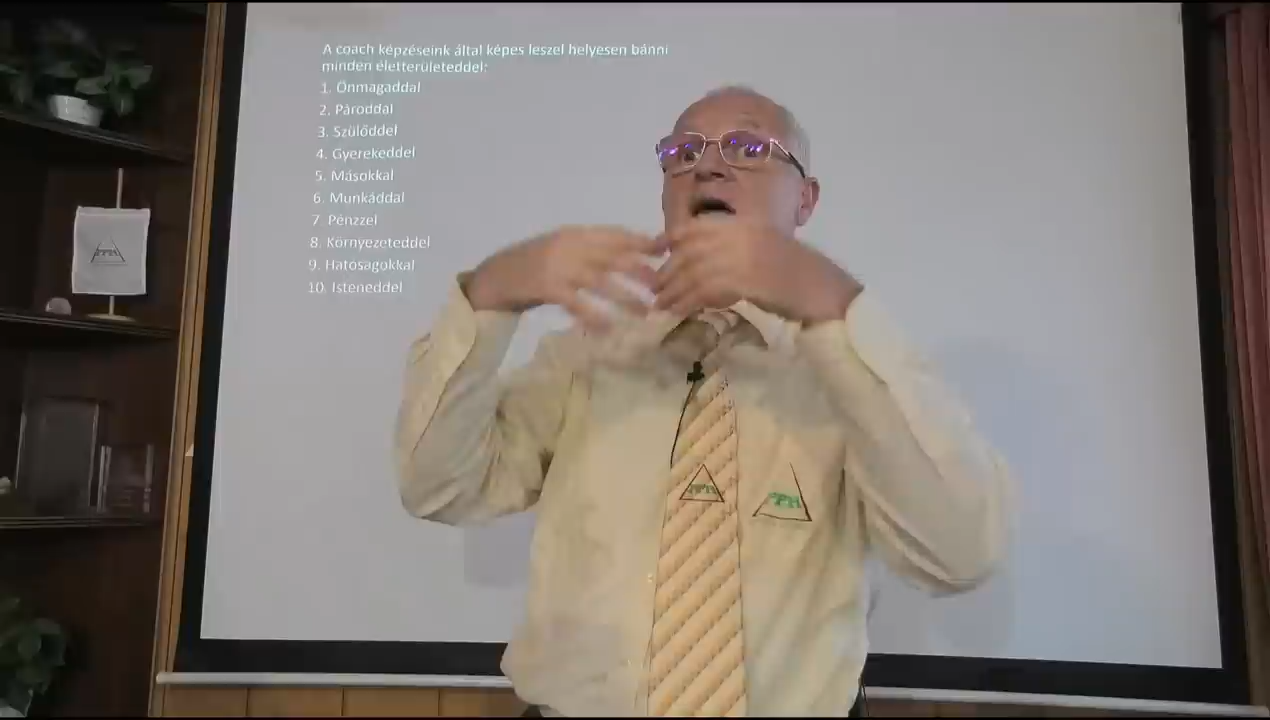 A coach képzéseink által képes leszel helyesen bánni
minden életterületeddel:
1. Önmagaddal
2. Pároddal
3. Szülőddel
4. Gyerekeddel
5. Másokkal
6. Munkáddal
7. Pénzzel
8. Környezeteddel
9. Hatóságokkal
10. Isteneddel